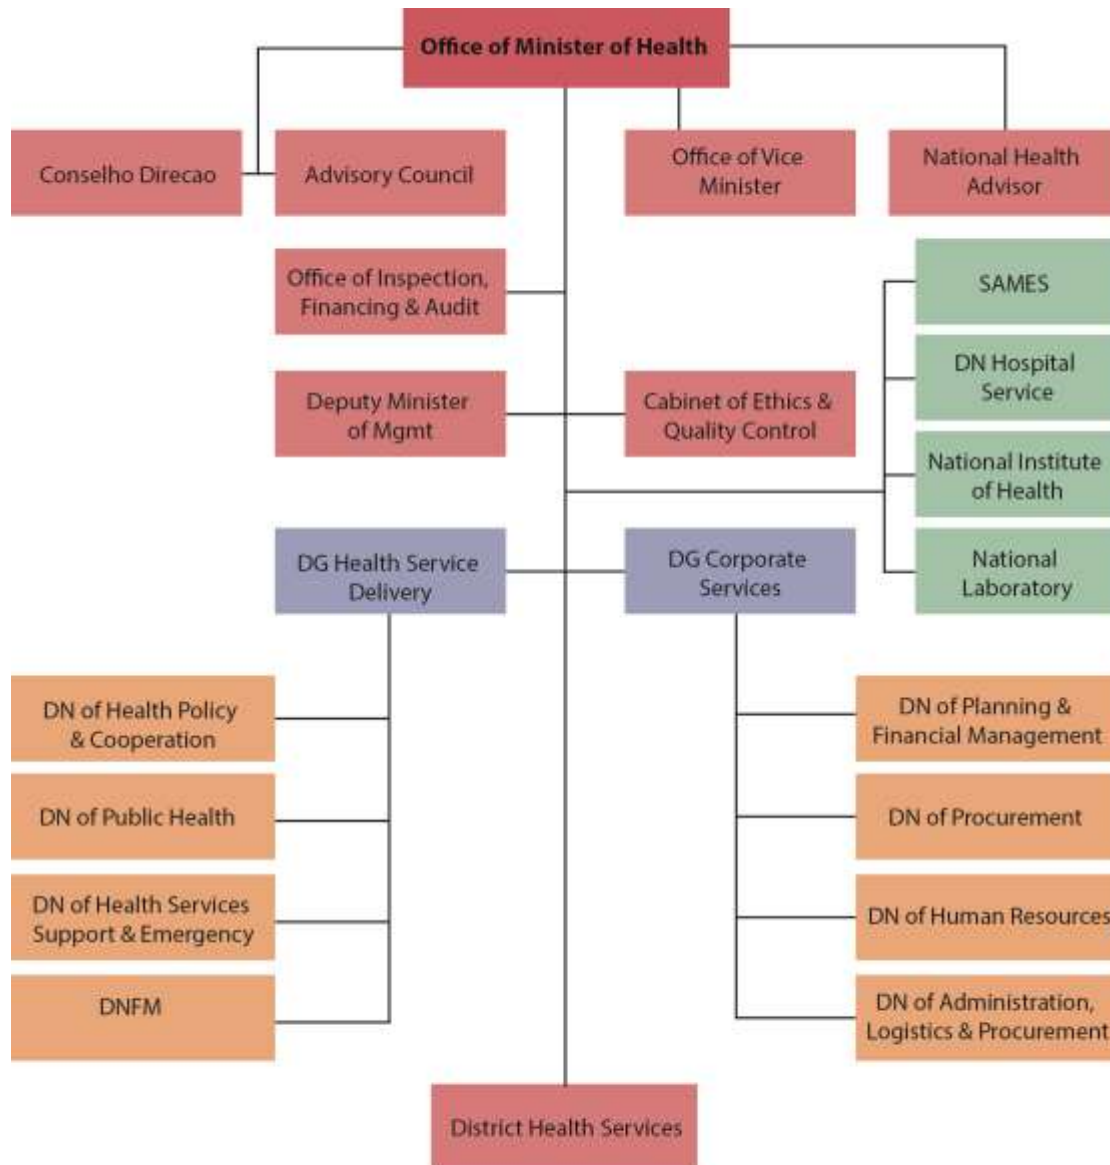 Office of Minister of Health
Conselho Direcao
Advisory Council
Office of Vice
Minister
National Health
Advisor
Office of Inspection,
Financing & Audit
SAMES
DN Hospital
Service
Deputy Minister
of Mgmt
Cabinet of Ethics &
Quality Control
National Institute
of Health
DG Health Service
Delivery
DG Corporate
Services
National
Laboratory
DN of Health Policy
& Cooperation
DN of Public Health
DN of Health Services
Support & Emergency
DNFM
DN of Planning &
Financial Management
DN of Procurement
DN of Human Resources
DN of Administration,
Logistics & Procurement
District Health Services